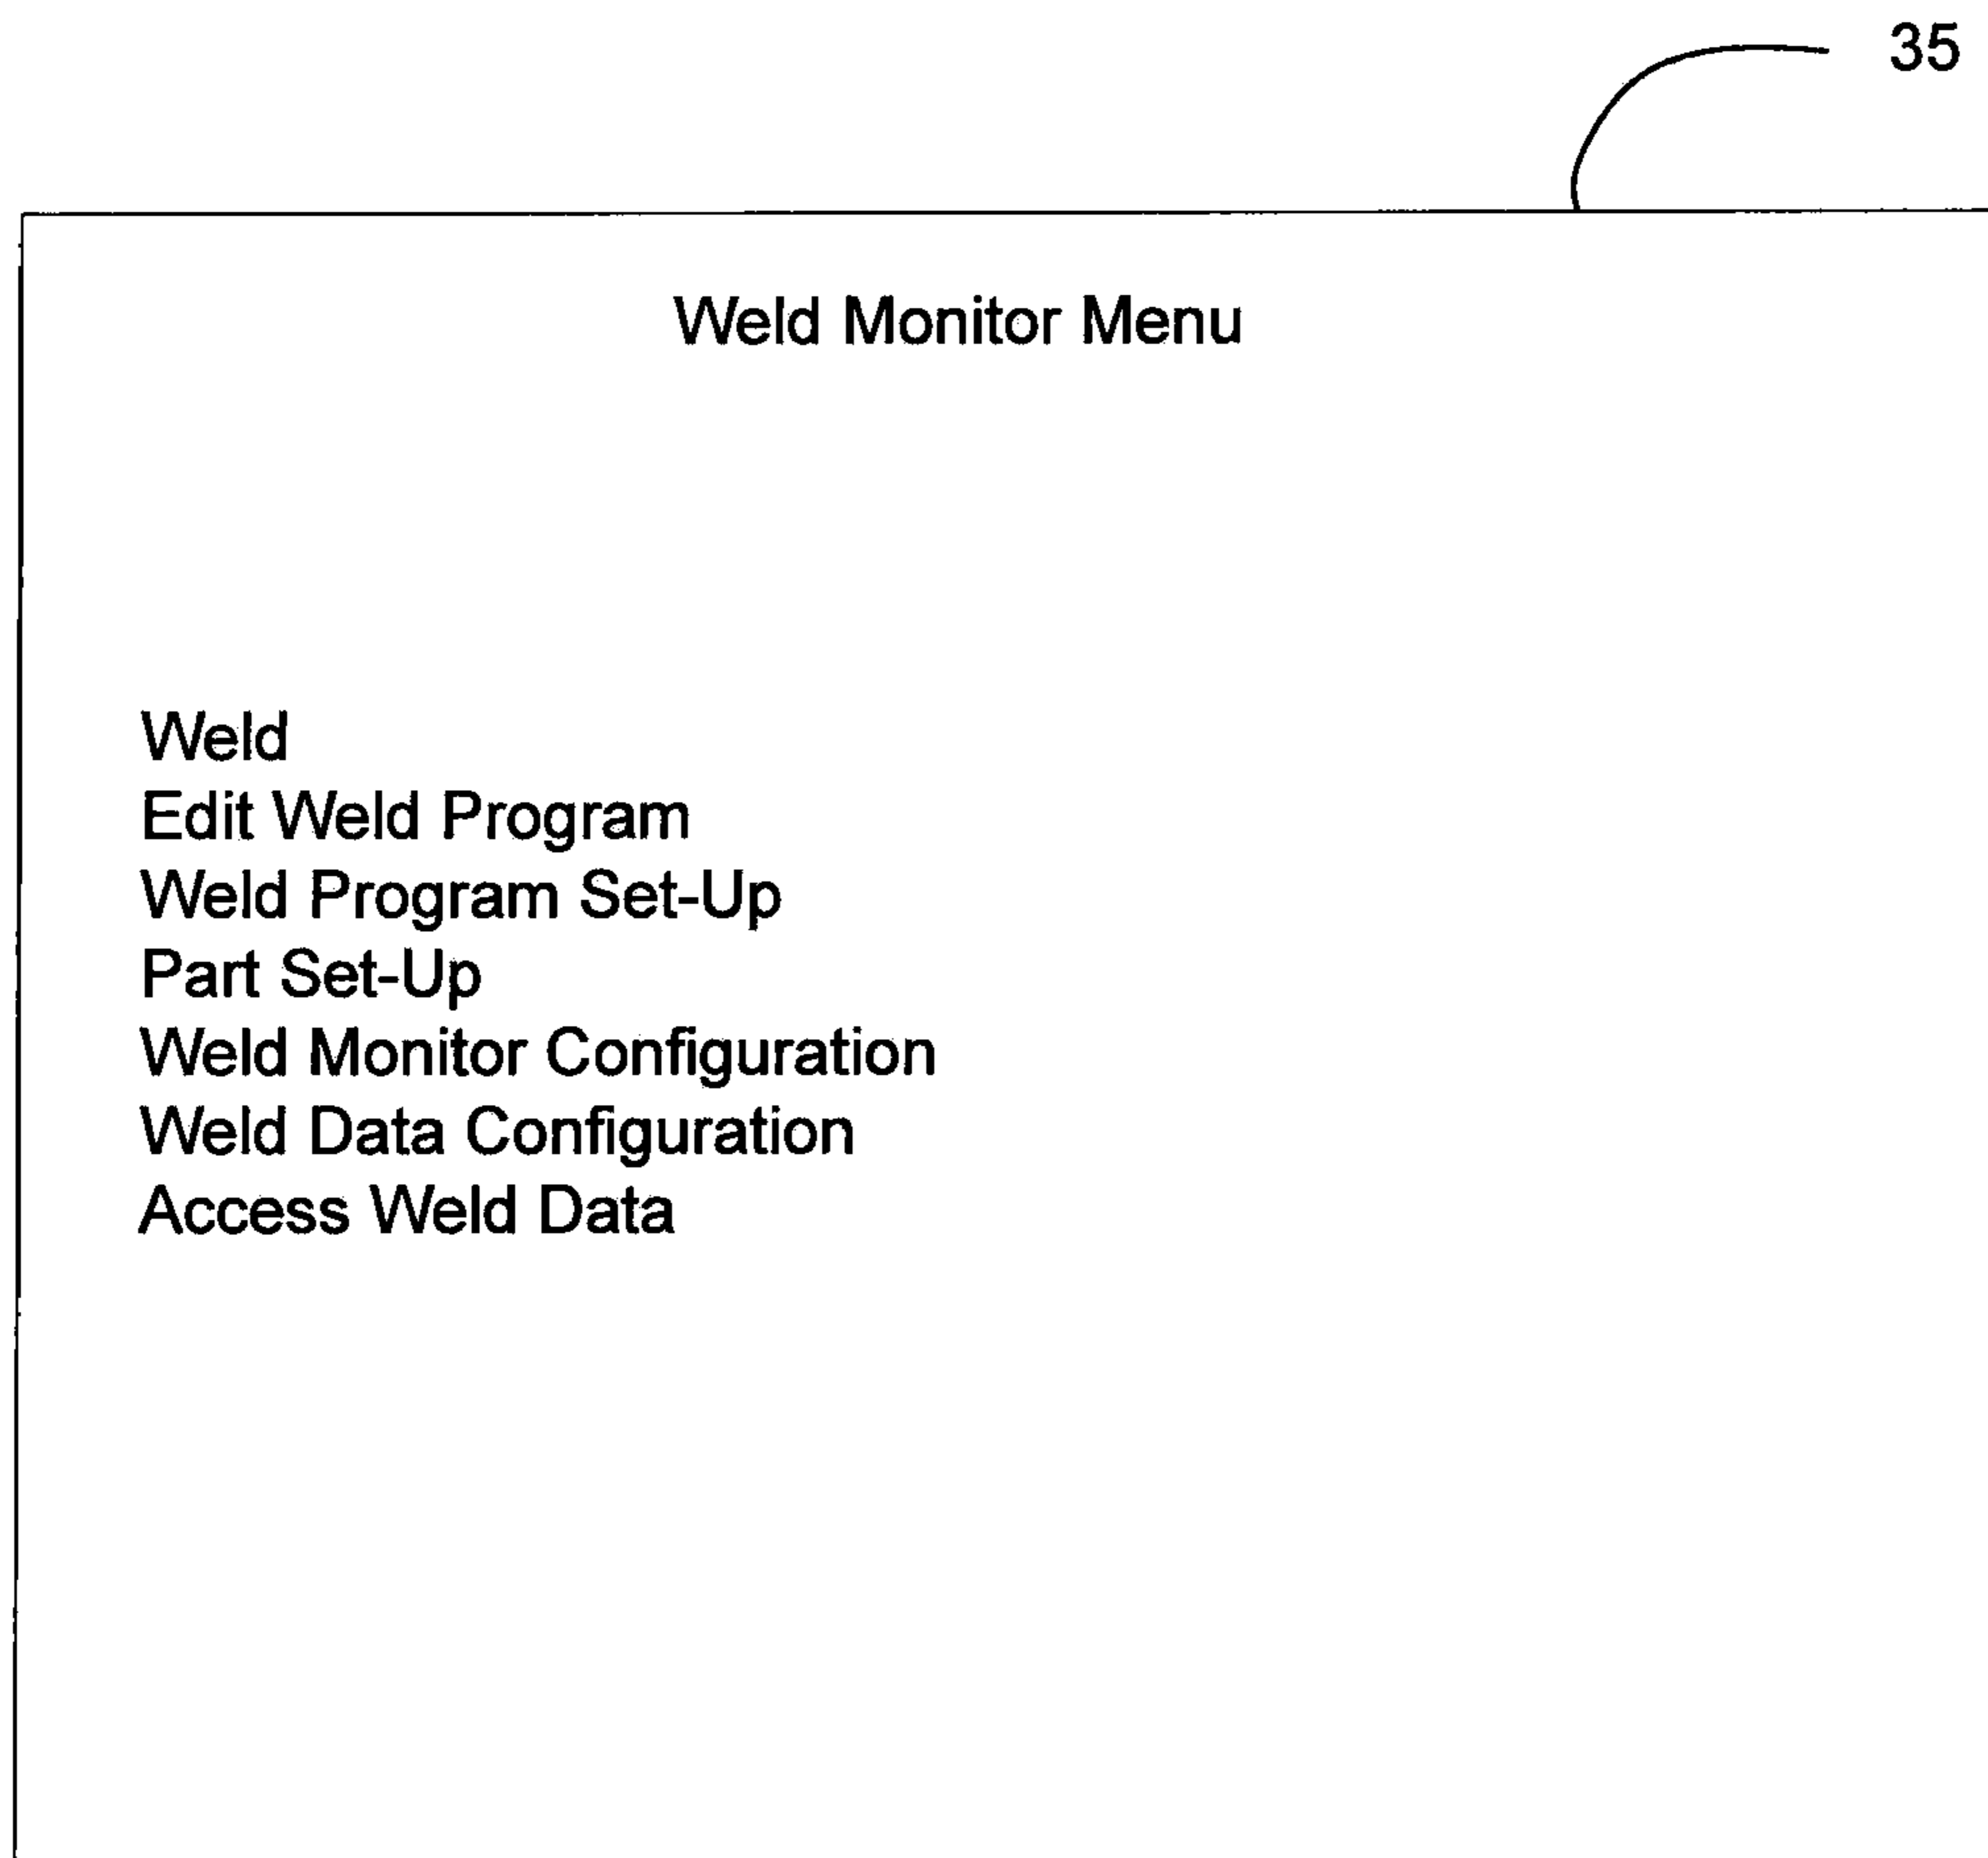 35
Weld Monitor Menu
Weld
Edit Weld Program
Weld Program Set-Up
Part Set-Up
Weld Monitor Configuration
Weld Data Configuration
Access Weld Data